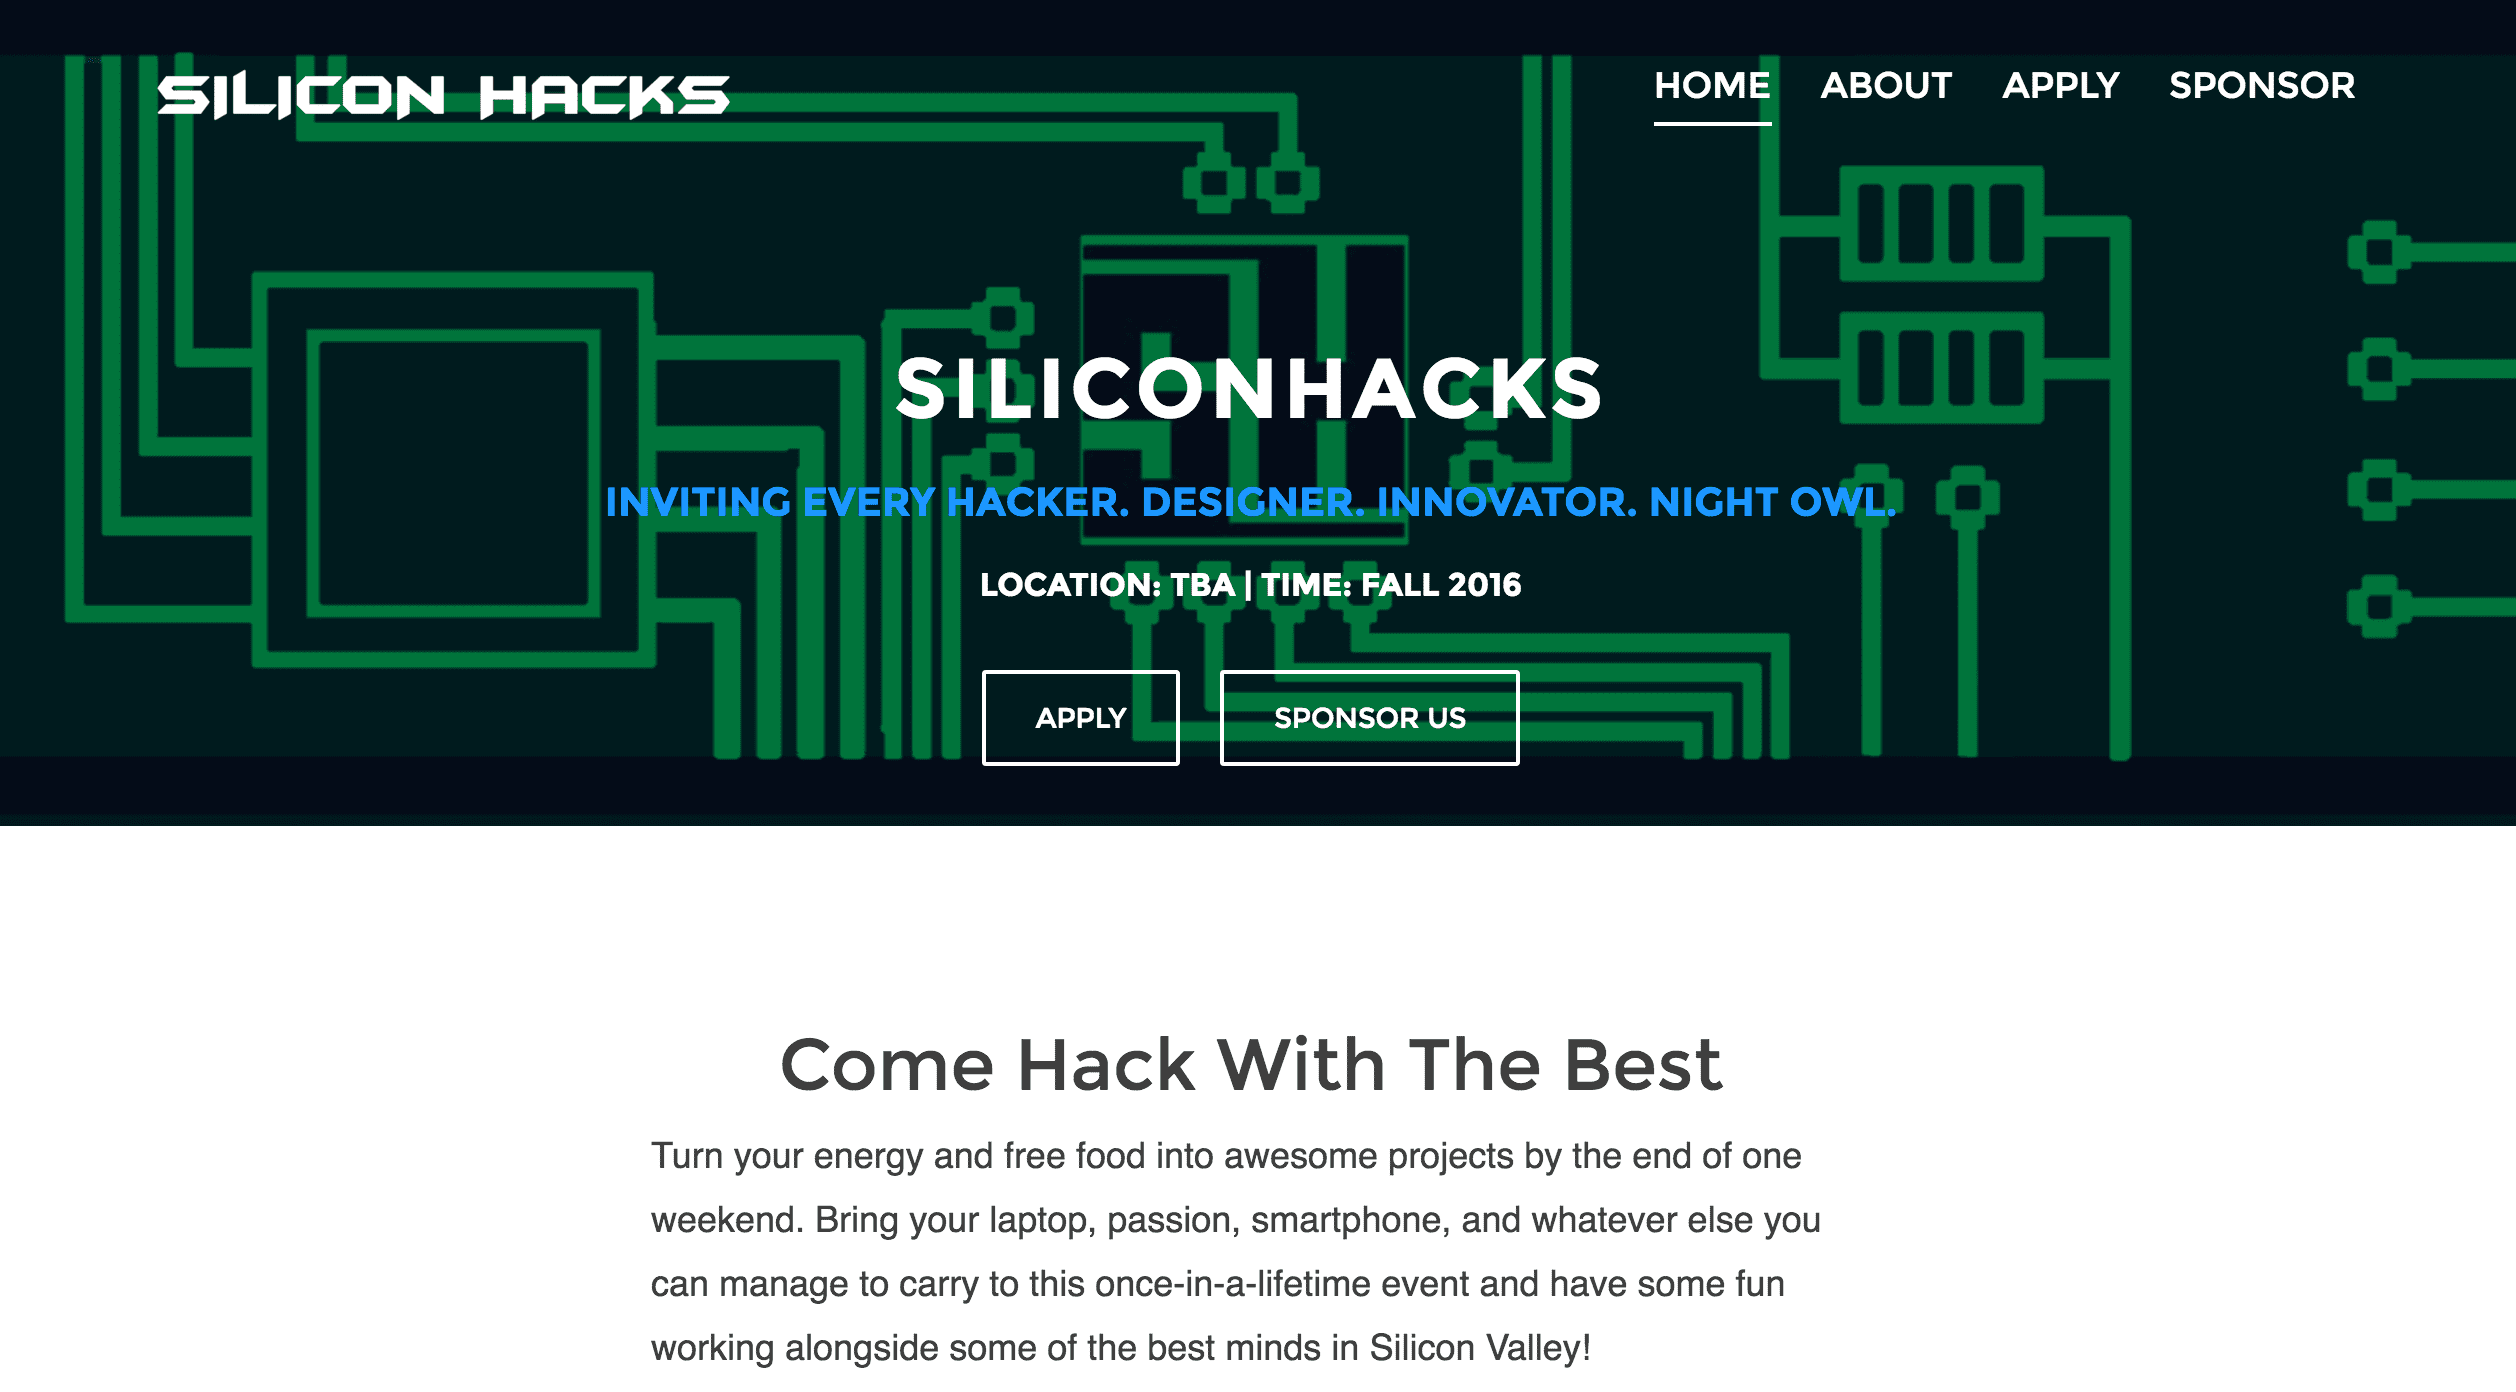 SILICON HACKS
HOME ABOUT APPLY SPONSOR
SILICONHACKS
INVITING EVERY HACKER. DESIGNER. INNOVATOR. NIGHT OWL.
LOCATION: TBA | TIME: FALL 2016
APPLY SPONSOR US
Come Hack With The Best
Turn your energy and free food into awesome projects by the end of one
weekend. Bring your laptop, passion, smartphone, and whatever else you
can manage to carry to this once-in-a-lifetime event and have some fun
working alongside some of the best minds in Silicon Valley!